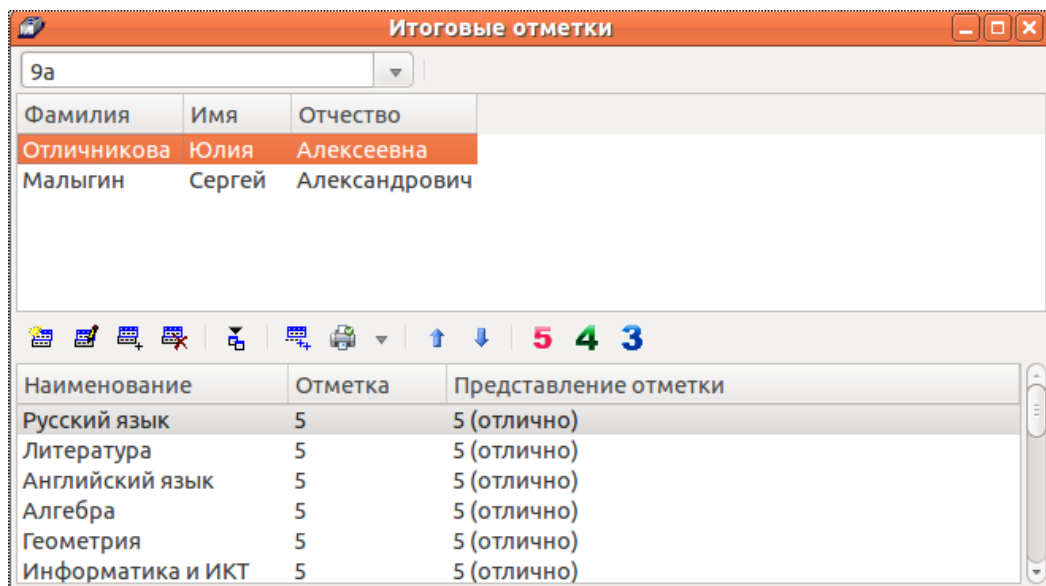 Итоговые отметки
9а
Фамилия Имя Отчество
Отличникова Юлия Алексеевна
Малыгин Сергей Александрович
5 4 3
Наименование Отметка Представление отметки
Русский язык 5 5 (отлично)
Литература 5 5 (отлично)
Английский язык 5 5 (отлично)
Алгебра 5 5 (отлично)
Геометрия 5 5 (отлично)
Информатика и ИКТ 5 5 (отлично)